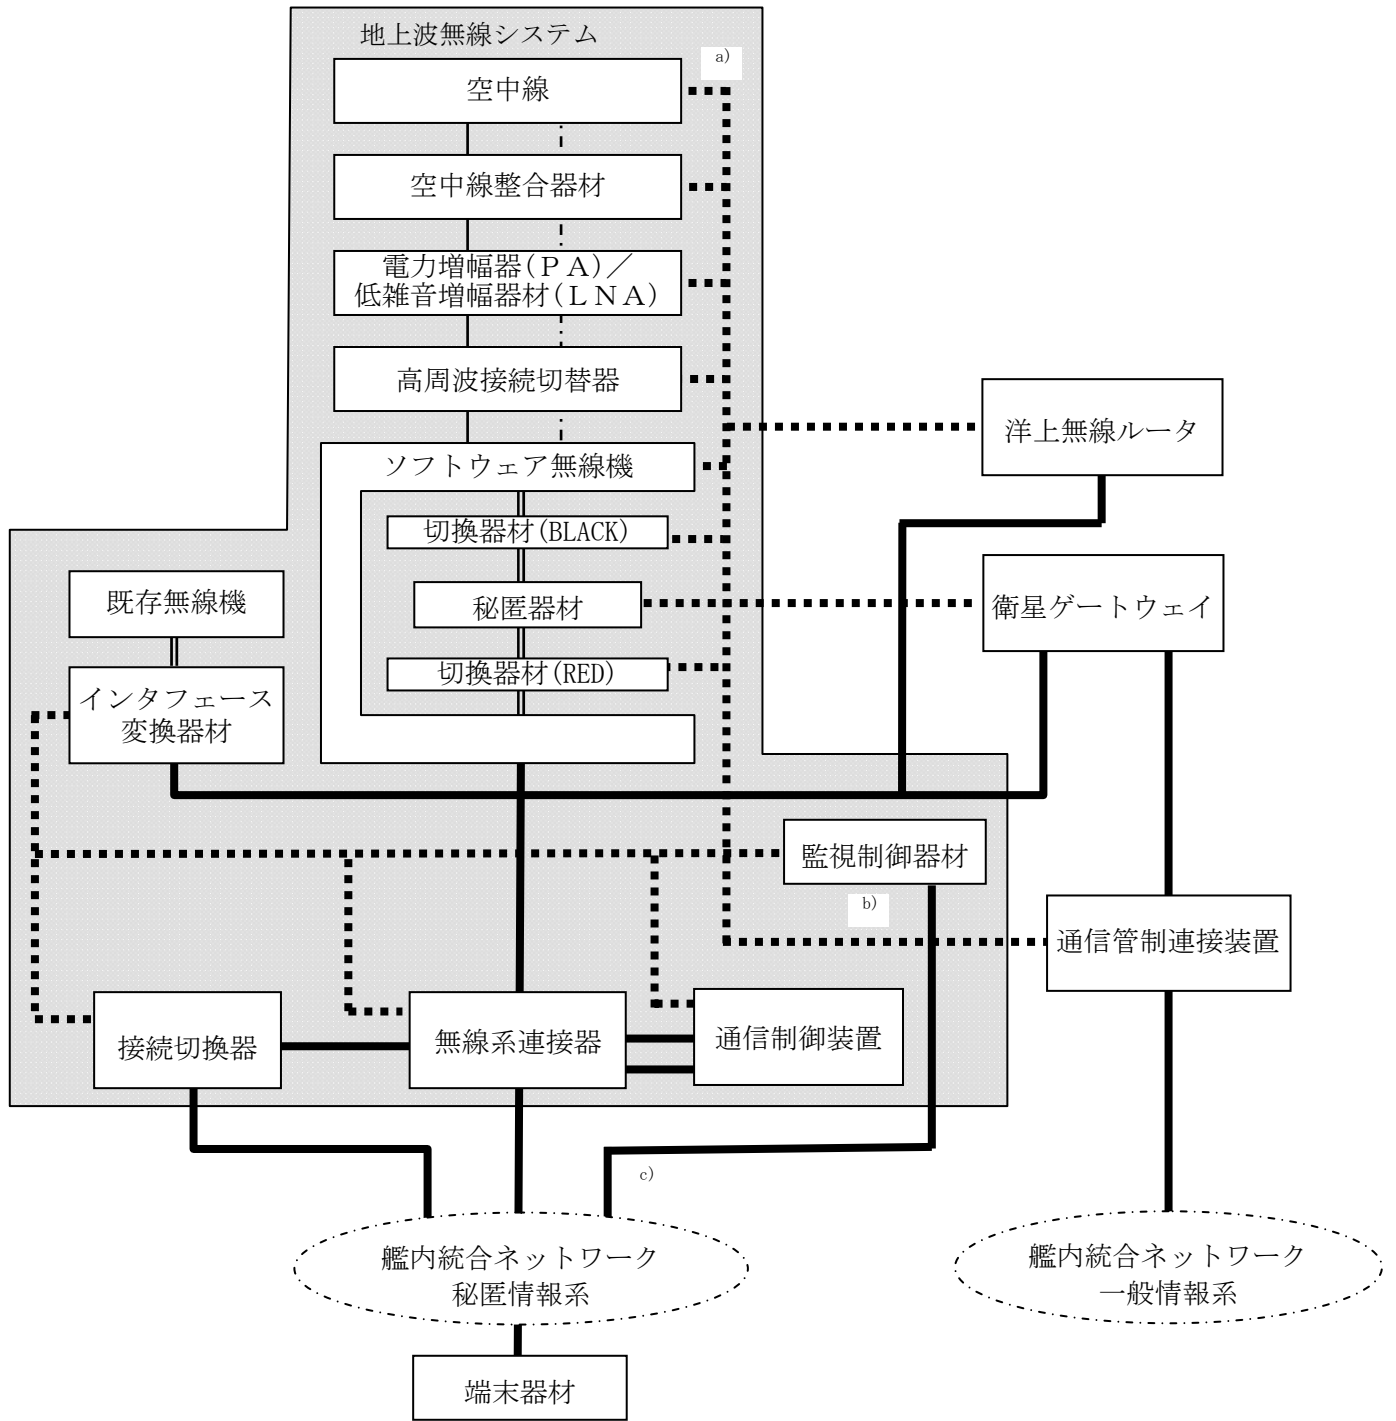 地上波無線システム
a)
空中線
空中線整合器材
電力増幅器(ＰＡ)／
低雑音増幅器材(ＬＮＡ)
高周波接続切替器
洋上無線ルータ
ソフトウェア無線機
切換器材(BLACK)
既存無線機
秘匿器材
衛星ゲートウェイ
切換器材(RED)
インタフェース
変換器材
監視制御器材
b)
通信管制連接装置
接続切換器
無線系連接器
通信制御装置
c)
艦内統合ネットワーク
秘匿情報系
艦内統合ネットワーク
一般情報系
端末器材